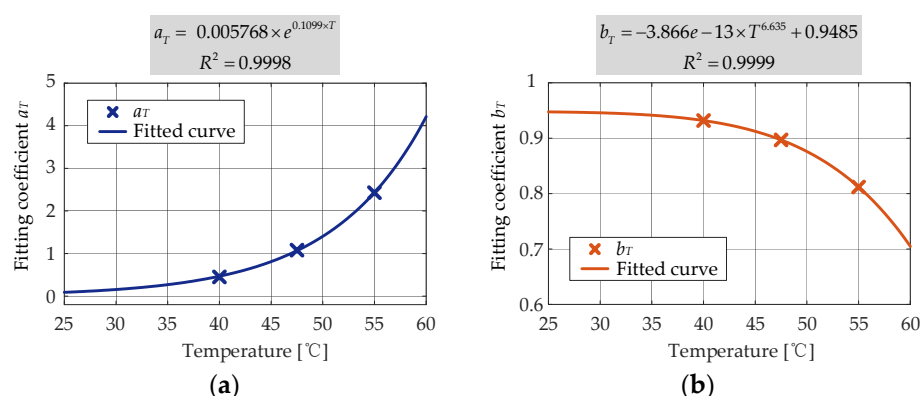 a_T = 0.005768×e^{0.1099×T}
R² = 0.9998
5
4
3
2
1
0
Fitting coefficient a_T
× a_T
Fitted curve
25 30 35 40 45 50 55 60
Temperature [℃]
(a)
b_T = −3.866e−13×T^{6.635}+0.9485
R² = 0.9999
1
0.9
0.8
0.7
0.6
Fitting coefficient b_T
× b_T
Fitted curve
25 30 35 40 45 50 55 60
Temperature [℃]
(b)